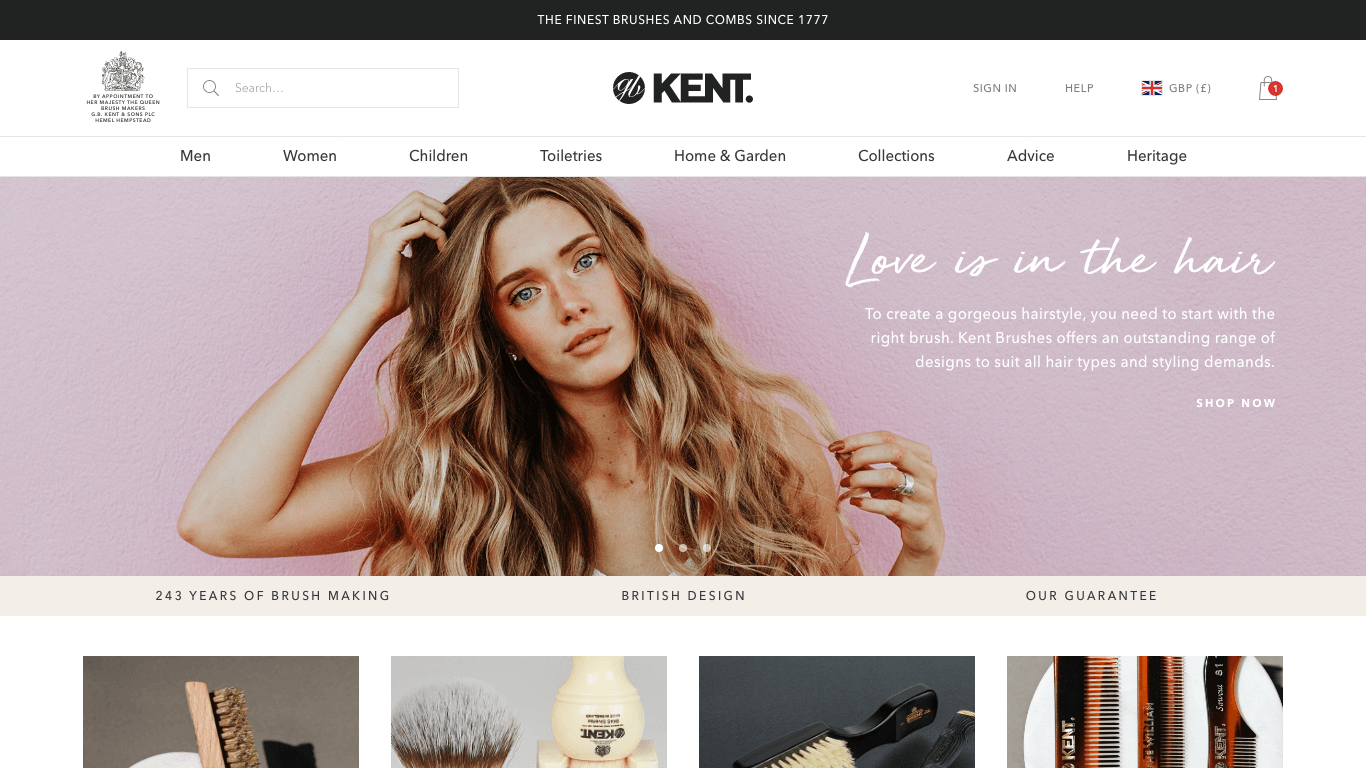 THE FINEST BRUSHES AND COMBS SINCE 1777
BY APPOINTMENT TO
HER MAJESTY THE QUEEN
BRUSH MAKERS
G.B. KENT & SONS PLC
HEMEL HEMPSTEAD
Search...
KENT.
SIGN IN
HELP
GBP (£)
1
Men
Women
Children
Toiletries
Home & Garden
Collections
Advice
Heritage
Love is in the hair
To create a gorgeous hairstyle, you need to start with the
right brush. Kent Brushes offers an outstanding range of
designs to suit all hair types and styling demands.
SHOP NOW
243 YEARS OF BRUSH MAKING
BRITISH DESIGN
OUR GUARANTEE
KENT.
KENT.
KENT.